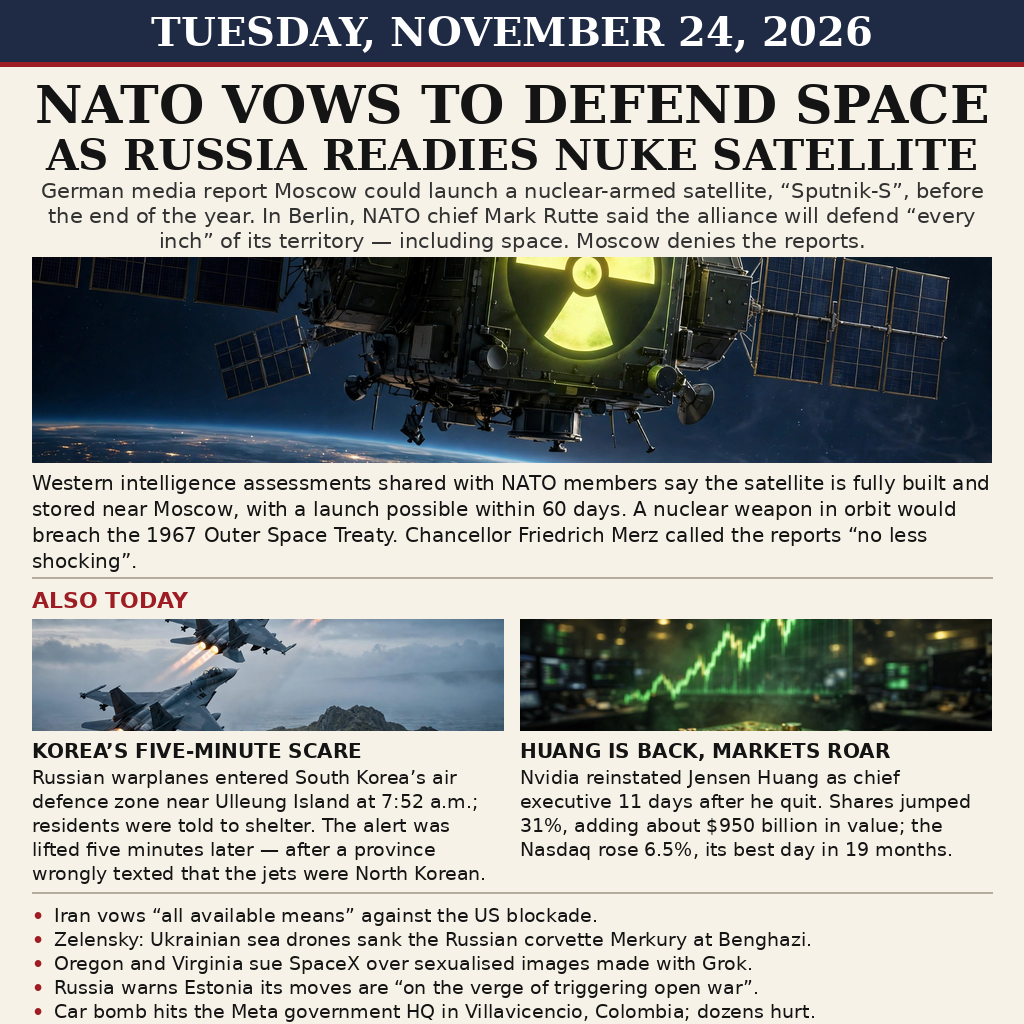 TUESDAY, NOVEMBER 24, 2026
NATO VOWS TO DEFEND SPACE
AS RUSSIA READIES NUKE SATELLITE
German media report Moscow could launch a nuclear-armed satellite, “Sputnik-S”, before
the end of the year. In Berlin, NATO chief Mark Rutte said the alliance will defend “every
inch” of its territory — including space. Moscow denies the reports.
Western intelligence assessments shared with NATO members say the satellite is fully built and
stored near Moscow, with a launch possible within 60 days. A nuclear weapon in orbit would
breach the 1967 Outer Space Treaty. Chancellor Friedrich Merz called the reports “no less
shocking”.
ALSO TODAY
KOREA’S FIVE-MINUTE SCARE
Russian warplanes entered South Korea’s air
defence zone near Ulleung Island at 7:52 a.m.;
residents were told to shelter. The alert was
lifted five minutes later — after a province
wrongly texted that the jets were North Korean.
HUANG IS BACK, MARKETS ROAR
Nvidia reinstated Jensen Huang as chief
executive 11 days after he quit. Shares jumped
31%, adding about $950 billion in value; the
Nasdaq rose 6.5%, its best day in 19 months.
• Iran vows “all available means” against the US blockade.
• Zelensky: Ukrainian sea drones sank the Russian corvette Merkury at Benghazi.
• Oregon and Virginia sue SpaceX over sexualised images made with Grok.
• Russia warns Estonia its moves are “on the verge of triggering open war”.
• Car bomb hits the Meta government HQ in Villavicencio, Colombia; dozens hurt.